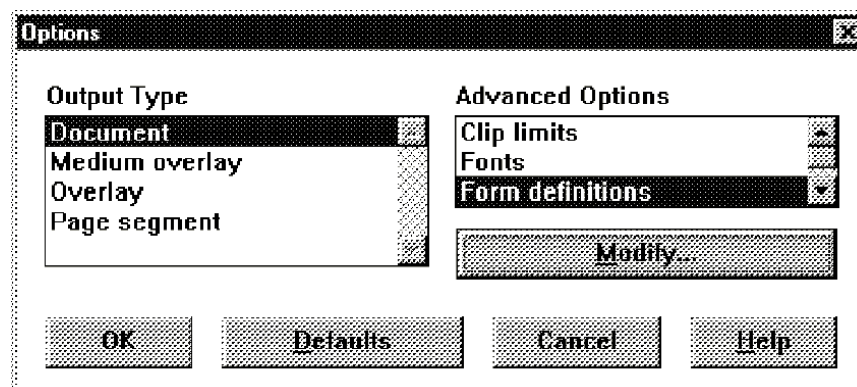 Options
Output Type
Document
Medium overlay
Overlay
Page segment
Advanced Options
Clip limits
Fonts
Form definitions
Modify...
OK
Defaults
Cancel
Help